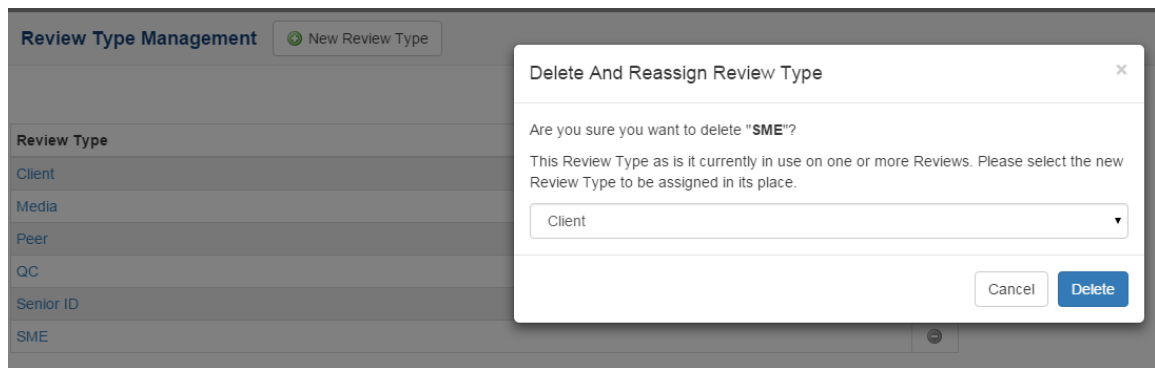 Review Type Management
New Review Type
Delete And Reassign Review Type
×
Are you sure you want to delete "SME"?
This Review Type as is it currently in use on one or more Reviews. Please select the new
Review Type to be assigned in its place.
Client
Cancel
Delete
Review Type
Client
Media
Peer
QC
Senior ID
SME